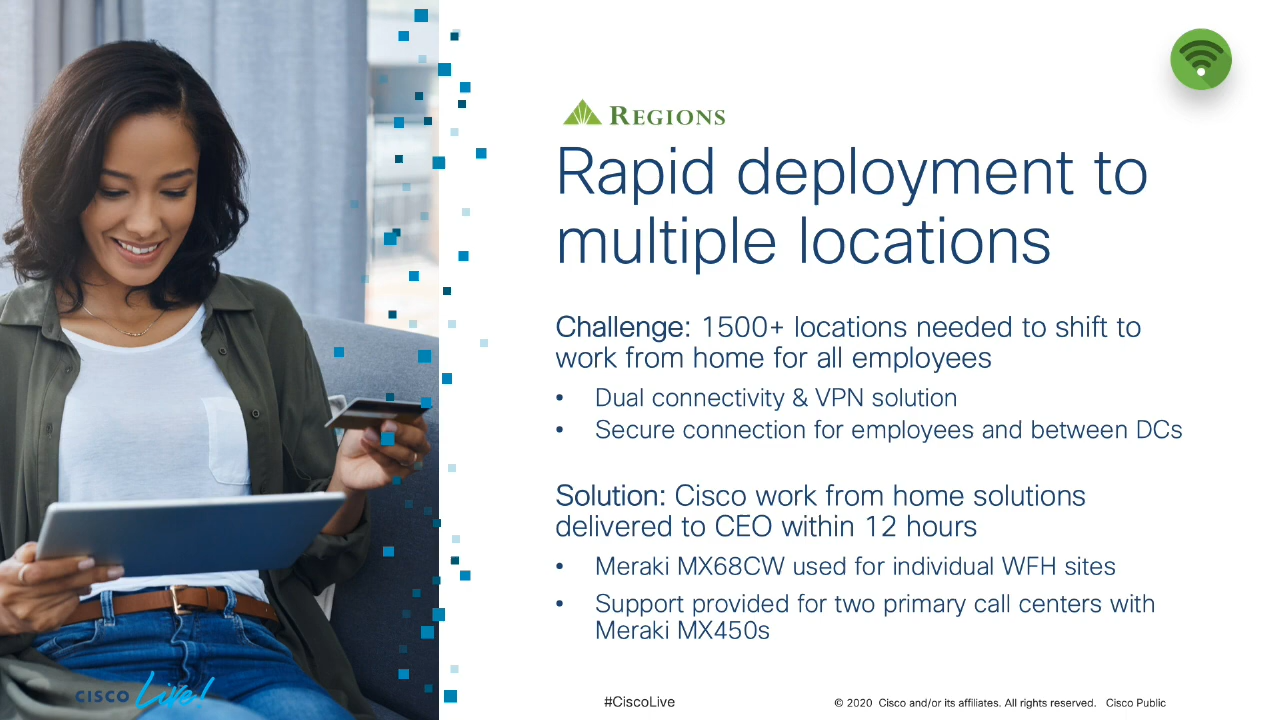 REGIONS
Rapid deployment to
multiple locations
Challenge: 1500+ locations needed to shift to
work from home for all employees
• Dual connectivity & VPN solution
• Secure connection for employees and between DCs
Solution: Cisco work from home solutions
delivered to CEO within 12 hours
• Meraki MX68CW used for individual WFH sites
• Support provided for two primary call centers with
Meraki MX450s
CISCO Live!
#CiscoLive
© 2020 Cisco and/or its affiliates. All rights reserved. Cisco Public